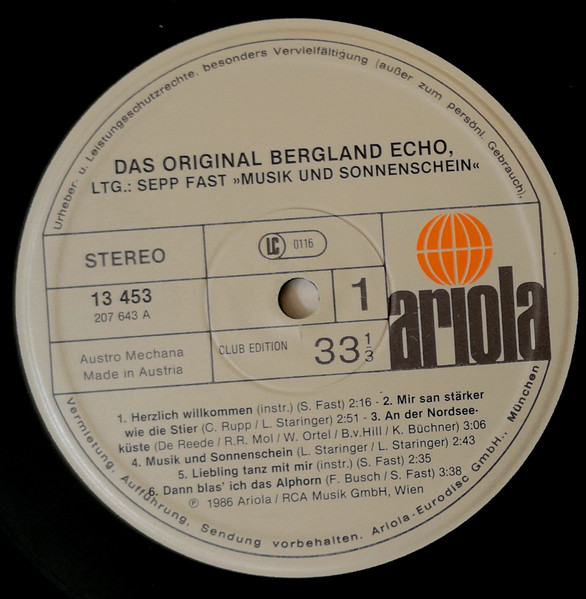 Urheber- u. Leistungsschutzrechte, besonders Vervielfältigung (außer zum persönl. Gebrauch),
DAS ORIGINAL BERGLAND ECHO,
LTG.: SEPP FAST »MUSIK UND SONNENSCHEIN«
STEREO
LC 0116
13 453
207 643 A
1
ariola
Austro Mechana
Made in Austria
CLUB EDITION
33 1/3
1. Herzlich willkommen (instr.) (S. Fast) 2:16 - 2. Mir san stärker
wie die Stier (C. Rupp / L. Staringer) 2:51 - 3. An der Nordsee-
küste (De Reede / R.R. Mol / W. Ortel / B.v.Hill / K. Büchner) 3:06
4. Musik und Sonnenschein (L. Staringer / L. Staringer) 2:43
5. Liebling tanz mit mir (instr.) (S. Fast) 2:35
6. Dann blas' ich das Alphorn (F. Busch / S. Fast) 3:38
Ⓟ 1986 Ariola / RCA Musik GmbH, Wien
Vermietung, Aufführung, Sendung vorbehalten. Ariola-Eurodisc GmbH., München